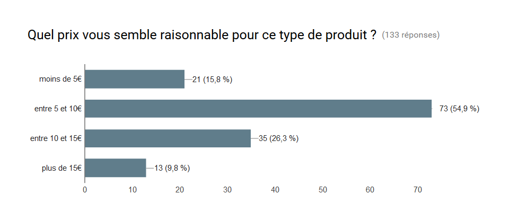 Quel prix vous semble raisonnable pour ce type de produit ? (133 réponses)
moins de 5€ 21 (15,8 %)
entre 5 et 10€ 73 (54,9 %)
entre 10 et 15€ 35 (26,3 %)
plus de 15€ 13 (9,8 %)
0 10 20 30 40 50 60 70